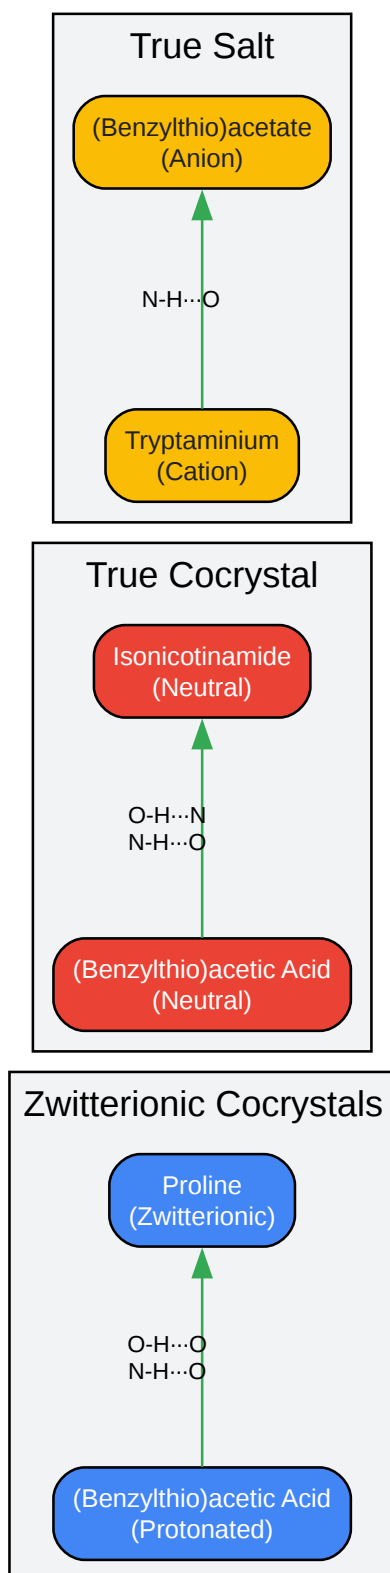 True Salt
(Benzylthio)acetate
(Anion)
N-H···O
Tryptaminium
(Cation)
True Cocrystal
Isonicotinamide
(Neutral)
O-H···N
N-H···O
(Benzylthio)acetic Acid
(Neutral)
Zwitterionic Cocrystals
Proline
(Zwitterionic)
O-H···O
N-H···O
(Benzylthio)acetic Acid
(Protonated)